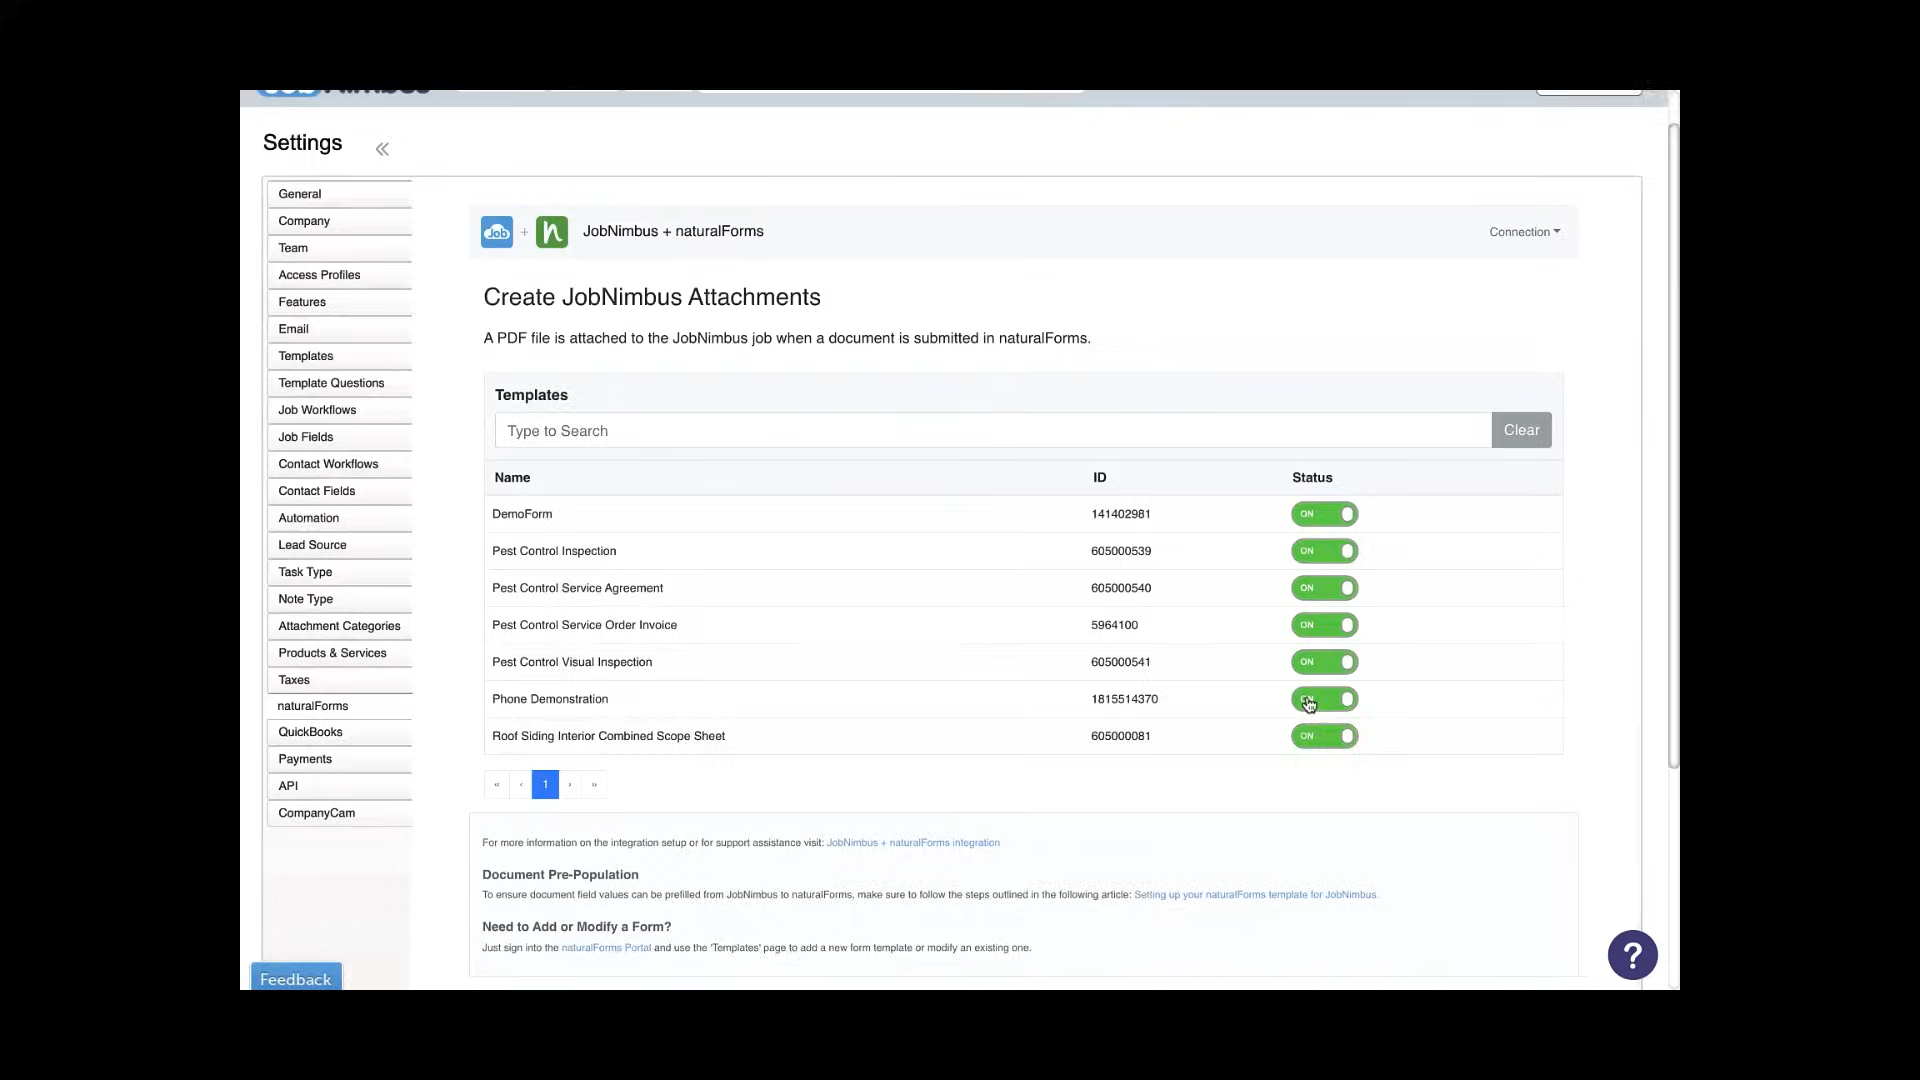 Settings
General
Company
Team
Access Profiles
Features
Email
Templates
Template Questions
Job Workflows
Job Fields
Contact Workflows
Contact Fields
Automation
Lead Source
Task Type
Note Type
Attachment Categories
Products & Services
Taxes
naturalForms
QuickBooks
Payments
API
CompanyCam
Feedback
Job + n JobNimbus + naturalForms Connection
Create JobNimbus Attachments
A PDF file is attached to the JobNimbus job when a document is submitted in naturalForms.
Templates
Type to Search Clear
Name ID Status
DemoForm 141402981 ON
Pest Control Inspection 605000539 ON
Pest Control Service Agreement 605000540 ON
Pest Control Service Order Invoice 5964100 ON
Pest Control Visual Inspection 605000541 ON
Phone Demonstration 1815514370
Roof Siding Interior Combined Scope Sheet 605000081 ON
« ‹ 1 › »
For more information on the integration setup or for support assistance visit: JobNimbus + naturalForms integration
Document Pre-Population
To ensure document field values can be prefilled from JobNimbus to naturalForms, make sure to follow the steps outlined in the following article: Setting up your naturalForms template for JobNimbus.
Need to Add or Modify a Form?
Just sign into the naturalForms Portal and use the 'Templates' page to add a new form template or modify an existing one.
?